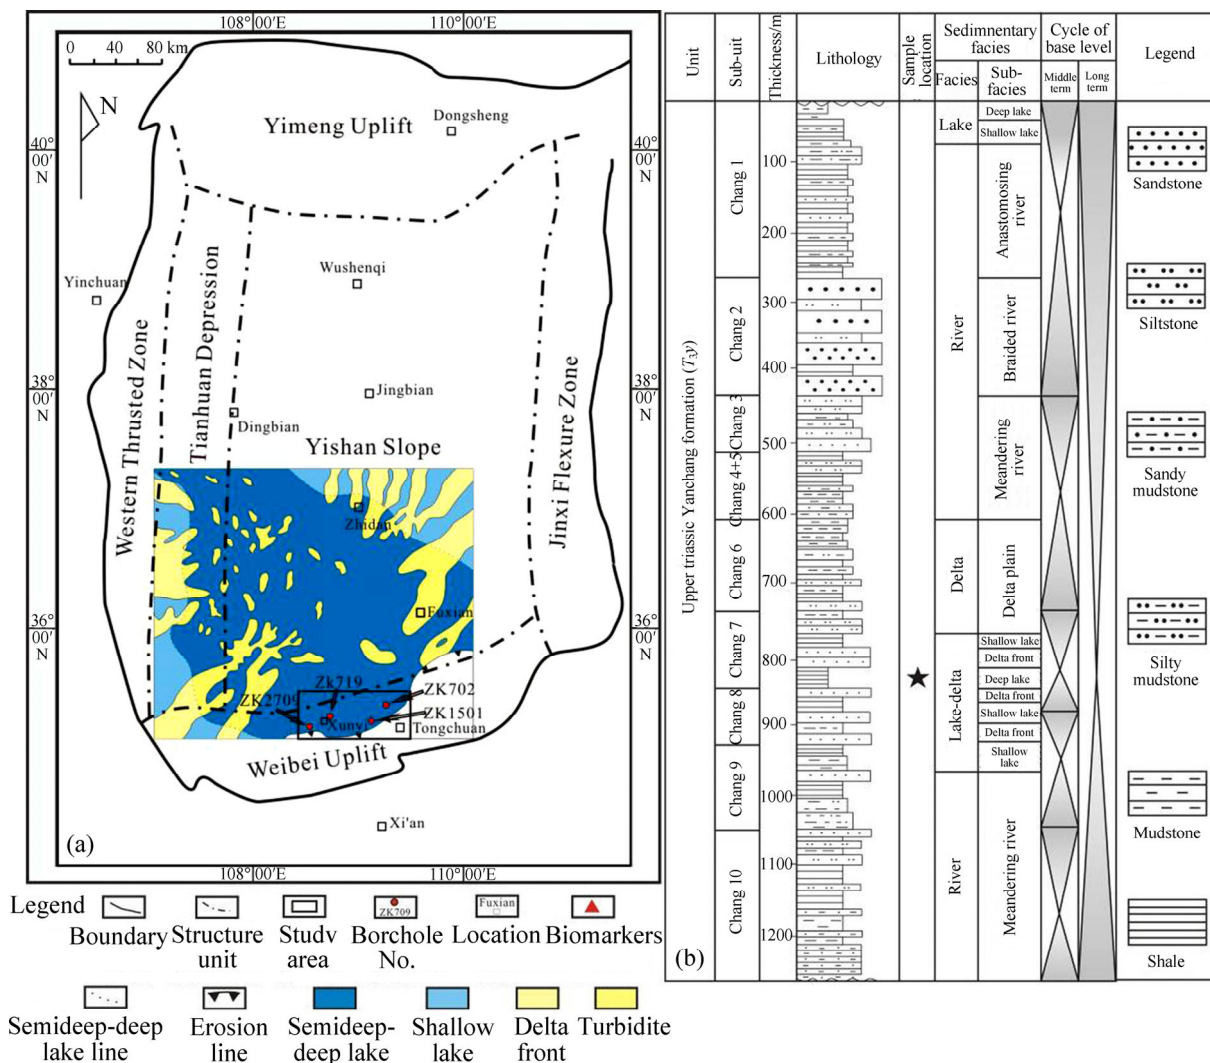 108°00′E
110°00′E
0 40 80 km
N
40°
00′
N
38°
00′
N
36°
00′
N
Yimeng Uplift
Dongsheng
Yinchuan
Wushenqi
Western Thrusted Zone
Tianhuan Depression
Jingbian
Dingbian
Yishan Slope
Jinxi Flexure Zone
Zhidan
Fuxian
Zk719
ZK2709
ZK702
ZK1501
Xunyi
Tongchuan
Weibei Uplift
Xi'an
(a)
108°00′E
110°00′E
Legend
Boundary
Structure
unit
Studv
area
ZK709
Borchole
No.
Fuxian
Location
Biomarkers
Semideep-deep
lake line
Erosion
line
Semideep-
deep lake
Shallow
lake
Delta
front
Turbidite
Unit
Sub-uit
Thickness/m
Lithology
Sample
location
Sedimnentary
facies
Facies
Sub-
facies
Cycle of
base level
Middle
term
Long
term
Legend
Upper triassic Yanchang formation (T₃y)
Chang 1
Chang 2
Chang 3
Chang 4+5
Chang 6
Chang 7
Chang 8
Chang 9
Chang 10
100
200
300
400
500
600
700
800
900
1000
1100
1200
Lake
River
Delta
Lake-delta
River
Deep lake
Shallow lake
Anastomosing
river
Braided river
Meandering
river
Delta plain
Shallow lake
Delta front
Deep lake
Delta front
Shallow lake
Delta front
Shallow
lake
Meandering river
Sandstone
Siltstone
Sandy
mudstone
Silty
mudstone
Mudstone
Shale
(b)